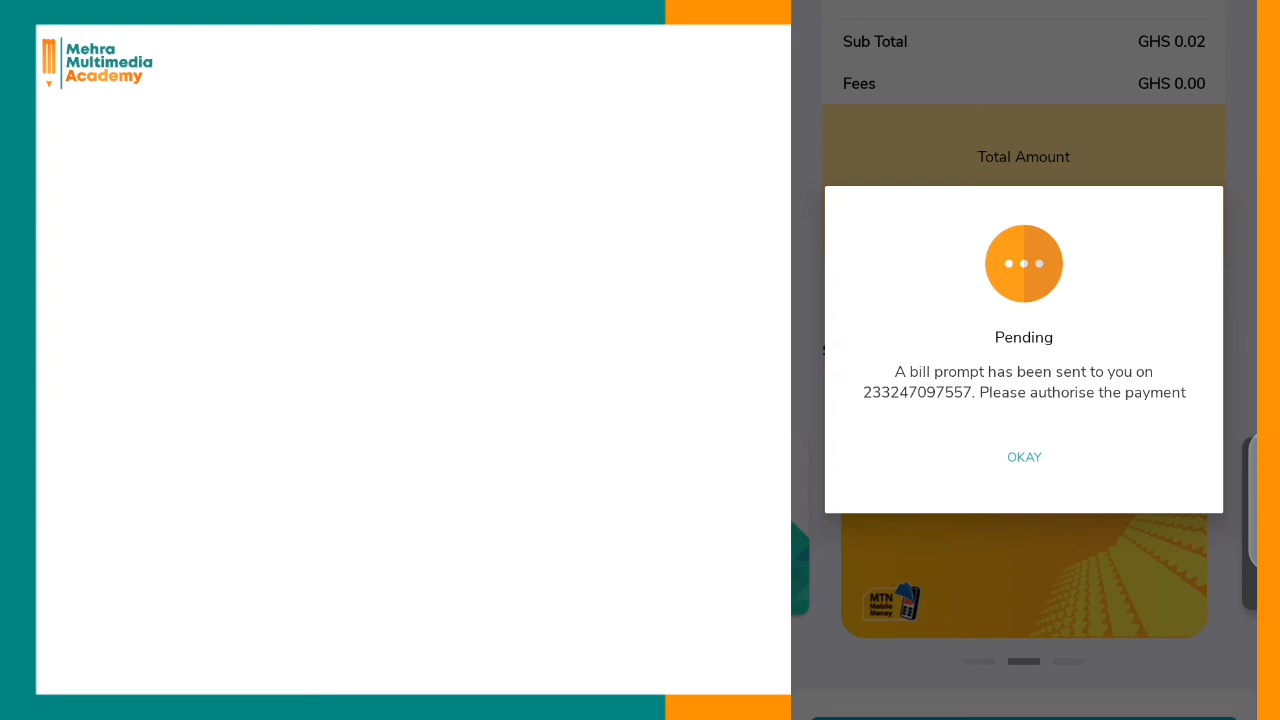 Mehra
Multimedia
Academy
Sub Total GHS 0.02
Fees GHS 0.00
Total Amount
Pending
A bill prompt has been sent to you on
233247097557. Please authorise the payment
OKAY
MTN
Mobile
Money